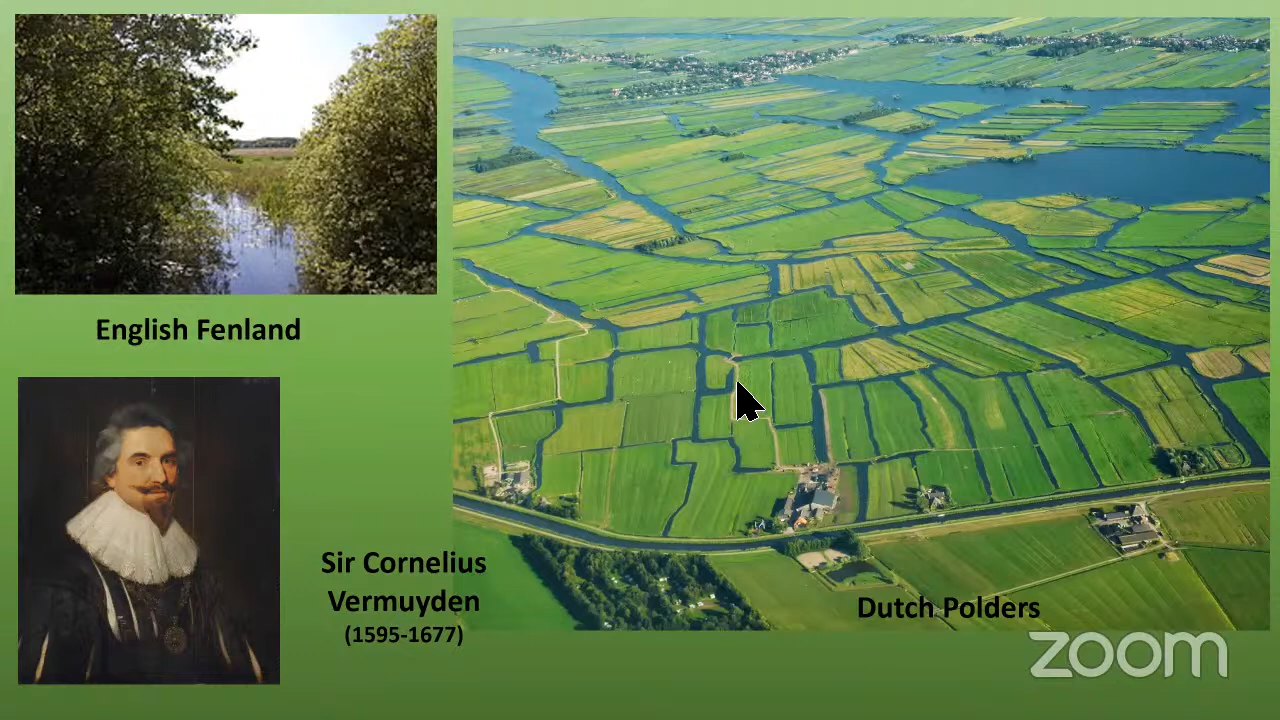 English Fenland
Sir Cornelius
Vermuyden
(1595-1677)
Dutch Polders
zoom